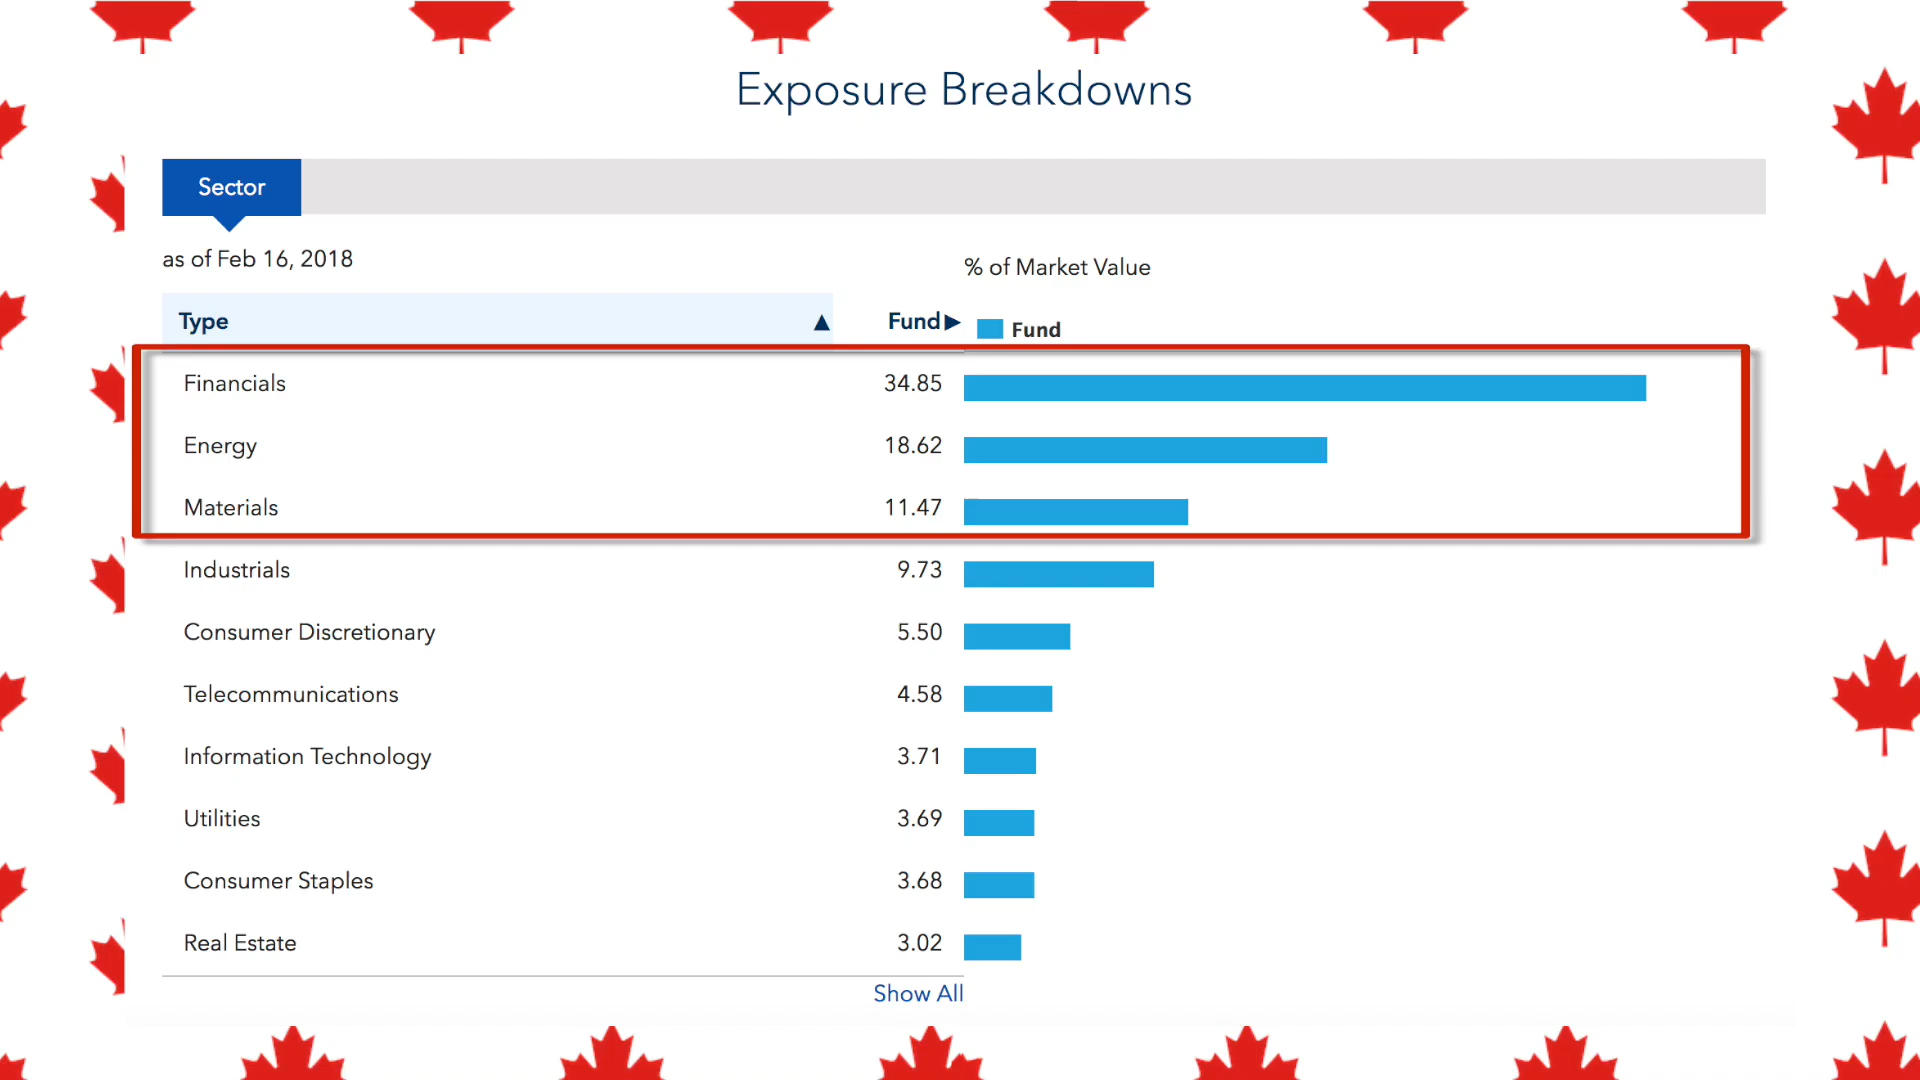 Exposure Breakdowns
Sector
as of Feb 16, 2018
% of Market Value
Type ▲ Fund▶ Fund
Financials 34.85
Energy 18.62
Materials 11.47
Industrials 9.73
Consumer Discretionary 5.50
Telecommunications 4.58
Information Technology 3.71
Utilities 3.69
Consumer Staples 3.68
Real Estate 3.02
Show All